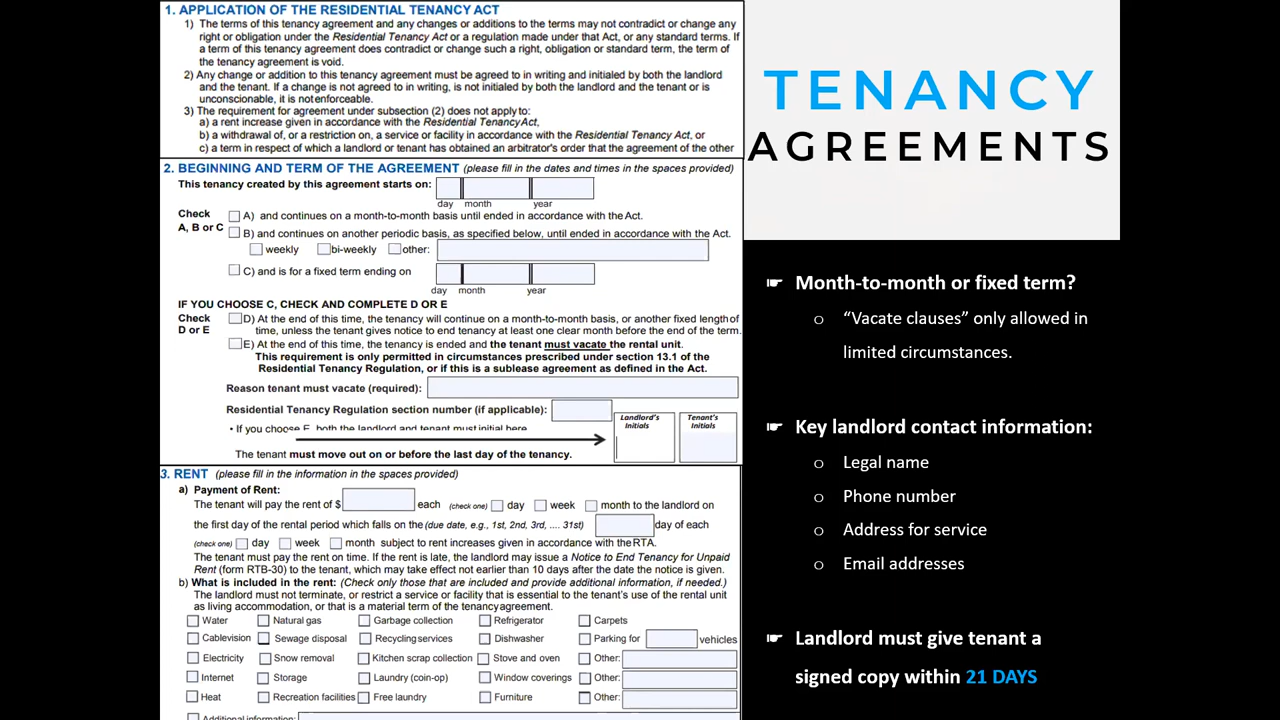 1. APPLICATION OF THE RESIDENTIAL TENANCY ACT
1) The terms of this tenancy agreement and any changes or additions to the terms may not contradict or change any
right or obligation under the Residential Tenancy Act or a regulation made under that Act, or any standard terms. If
a term of this tenancy agreement does contradict or change such a right, obligation or standard term, the term of
the tenancy agreement is void.
2) Any change or addition to this tenancy agreement must be agreed to in writing and initialed by both the landlord
and the tenant. If a change is not agreed to in writing, is not initialed by both the landlord and the tenant or is
unconscionable, it is not enforceable.
3) The requirement for agreement under subsection (2) does not apply to:
a) a rent increase given in accordance with the Residential Tenancy Act,
b) a withdrawal of, or a restriction on, a service or facility in accordance with the Residential Tenancy Act, or
c) a term in respect of which a landlord or tenant has obtained an arbitrator's order that the agreement of the other
2. BEGINNING AND TERM OF THE AGREEMENT (please fill in the dates and times in the spaces provided)
This tenancy created by this agreement starts on:
day month year
Check
A, B or C
A) and continues on a month-to-month basis until ended in accordance with the Act.
B) and continues on another periodic basis, as specified below, until ended in accordance with the Act.
weekly bi-weekly other:
C) and is for a fixed term ending on
day month year
IF YOU CHOOSE C, CHECK AND COMPLETE D OR E
Check
D or E
D) At the end of this time, the tenancy will continue on a month-to-month basis, or another fixed length of
time, unless the tenant gives notice to end tenancy at least one clear month before the end of the term.
E) At the end of this time, the tenancy is ended and the tenant must vacate the rental unit.
This requirement is only permitted in circumstances prescribed under section 13.1 of the
Residential Tenancy Regulation, or if this is a sublease agreement as defined in the Act.
Reason tenant must vacate (required):
Residential Tenancy Regulation section number (if applicable):
• If you choose E, both the landlord and tenant must initial here
Landlord's
Initials
Tenant's
Initials
The tenant must move out on or before the last day of the tenancy.
3. RENT (please fill in the information in the spaces provided)
a) Payment of Rent:
The tenant will pay the rent of $ each (check one) day week month to the landlord on
the first day of the rental period which falls on the (due date, e.g., 1st, 2nd, 3rd, .... 31st) day of each
(check one) day week month subject to rent increases given in accordance with the RTA.
The tenant must pay the rent on time. If the rent is late, the landlord may issue a Notice to End Tenancy for Unpaid
Rent (form RTB-30) to the tenant, which may take effect not earlier than 10 days after the date the notice is given.
b) What is included in the rent: (Check only those that are included and provide additional information, if needed.)
The landlord must not terminate, or restrict a service or facility that is essential to the tenant's use of the rental unit
as living accommodation, or that is a material term of the tenancy agreement.
Water Natural gas Garbage collection Refrigerator Carpets
Cablevision Sewage disposal Recycling services Dishwasher Parking for vehicles
Electricity Snow removal Kitchen scrap collection Stove and oven Other:
Internet Storage Laundry (coin-op) Window coverings Other:
Heat Recreation facilities Free laundry Furniture Other:
Additional information:
TENANCY
AGREEMENTS
☛ Month-to-month or fixed term?
o "Vacate clauses" only allowed in
limited circumstances.
☛ Key landlord contact information:
o Legal name
o Phone number
o Address for service
o Email addresses
☛ Landlord must give tenant a
signed copy within 21 DAYS